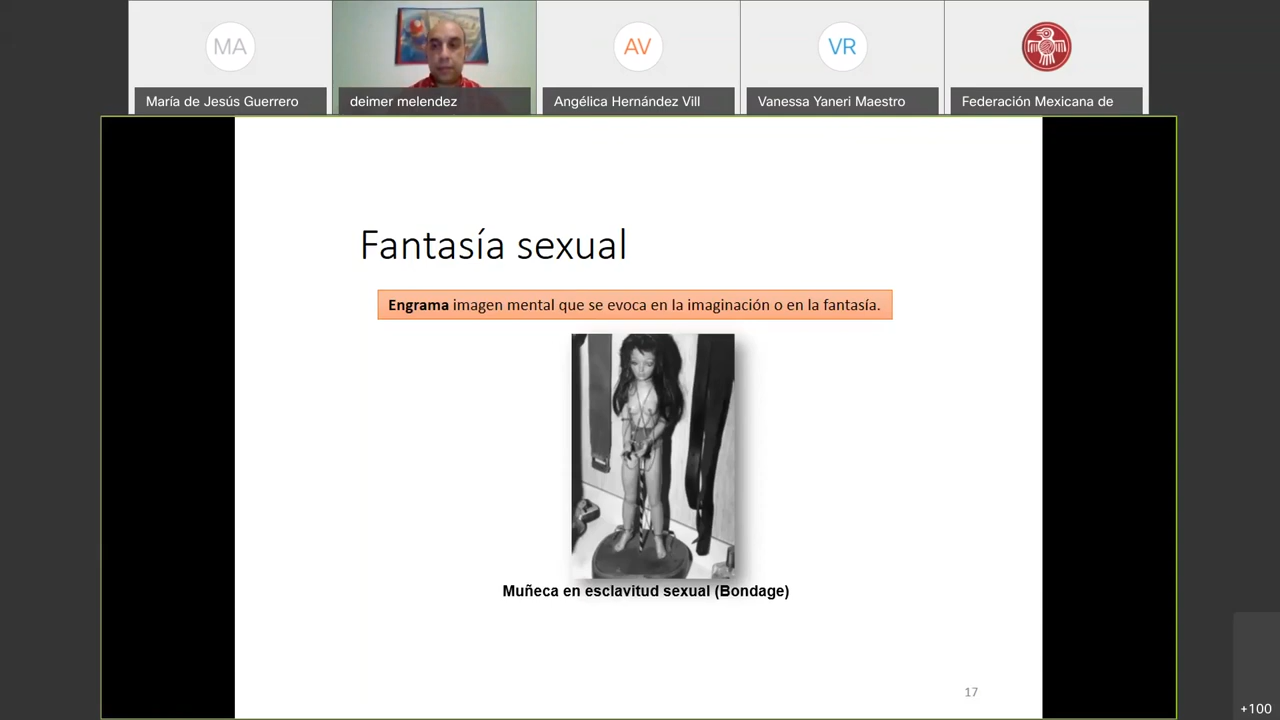 MA
AV
VR
María de Jesús Guerrero
deimer melendez
Angélica Hernández Vill
Vanessa Yaneri Maestro
Federación Mexicana de
Fantasía sexual
Engrama imagen mental que se evoca en la imaginación o en la fantasía.
Muñeca en esclavitud sexual (Bondage)
17
+100